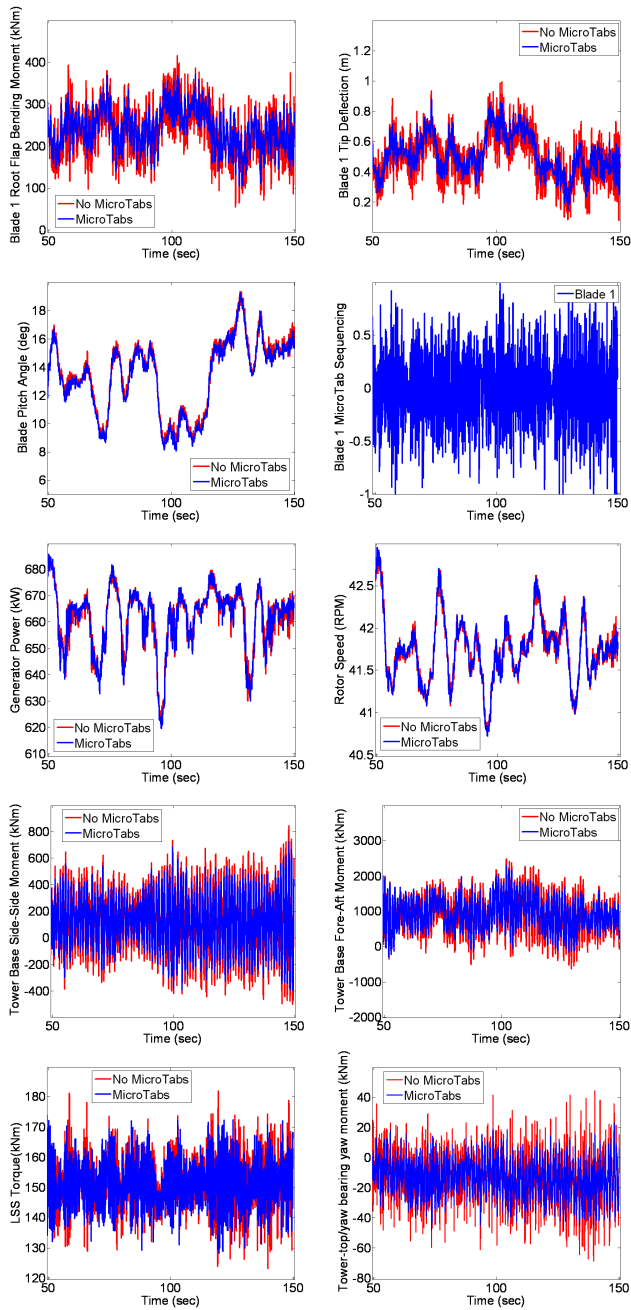 Blade 1 Root Flap Bending Moment (kNm)
400
300
200
100
0
No MicroTabs
MicroTabs
50
100
150
Time (sec)
Blade 1 Tip Deflection (m)
1.4
1.2
1
0.8
0.6
0.4
0.2
No MicroTabs
MicroTabs
50
100
150
Time (sec)
Blade Pitch Angle (deg)
18
16
14
12
10
8
6
No MicroTabs
MicroTabs
50
100
150
Time (sec)
Blade 1 MicroTab Sequencing
0.5
0
-0.5
-1
Blade 1
50
100
150
Time (sec)
Generator Power (kW)
680
670
660
650
640
630
620
610
No MicroTabs
MicroTabs
50
100
150
Time (sec)
Rotor Speed (RPM)
42.5
42
41.5
41
40.5
No MicroTabs
MicroTabs
50
100
150
Time (sec)
Tower Base Side-Side Moment (kNm)
800
600
400
200
0
-200
-400
No MicroTabs
MicroTabs
50
100
150
Time (sec)
Tower Base Fore-Aft Moment (kNm)
3000
2000
1000
0
-1000
-2000
No MicroTabs
MicroTabs
50
100
150
Time (sec)
LSS Torque(kNm)
180
170
160
150
140
130
120
No MicroTabs
MicroTabs
50
100
150
Time (sec)
Tower-top/yaw bearing yaw moment (kNm)
40
20
0
-20
-40
-60
-80
No MicroTabs
MicroTabs
50
100
150
Time (sec)